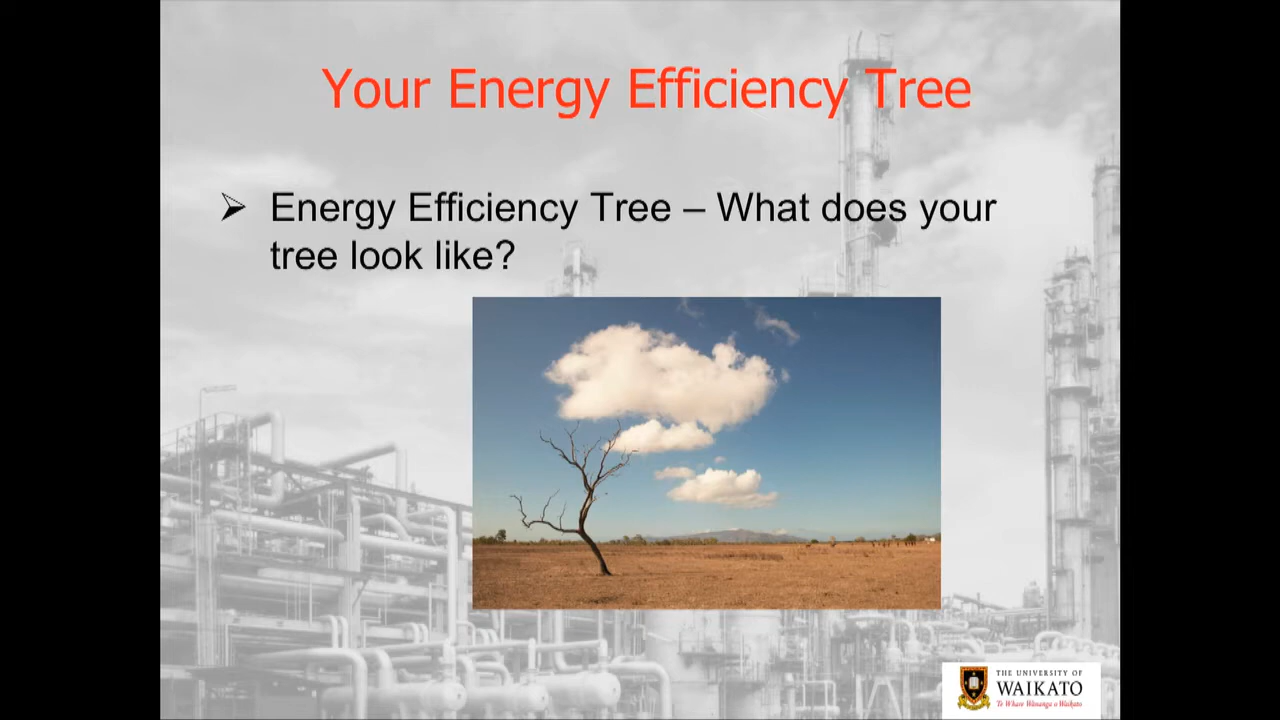 Your Energy Efficiency Tree
➢ Energy Efficiency Tree – What does your
tree look like?
THE UNIVERSITY OF
WAIKATO
Te Whare Wānanga o Waikato